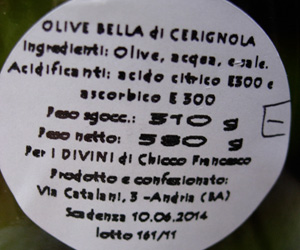 OLIVE BELLA di CERIGNOLA
Ingredienti: Olive, acqua, e sale.
Acidificanti: acido citrico E300 e
ascorbico E 300
Peso sgocc.: 310 g
Peso netto: 580 g
Per I DIVINI di Chicco Francesco
Prodotto e confezionato:
Via Catalani, 3 -Andria (BA)
Scadenza 10.06.2014
lotto 161/11